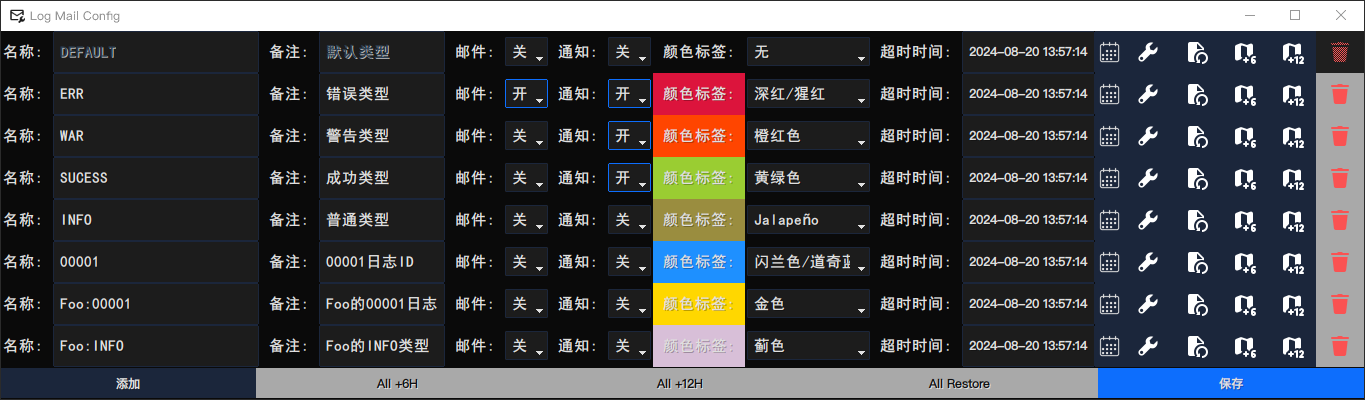 Log Mail Config
名称: DEFAULT 备注: 默认类型 邮件: 关 通知: 关 颜色标签: 无 超时时间: 2024-08-20 13:57:14 +6 +12
名称: ERR 备注: 错误类型 邮件: 开 通知: 开 颜色标签: 深红/猩红 超时时间: 2024-08-20 13:57:14 +6 +12
名称: WAR 备注: 警告类型 邮件: 关 通知: 开 颜色标签: 橙红色 超时时间: 2024-08-20 13:57:14 +6 +12
名称: SUCESS 备注: 成功类型 邮件: 关 通知: 开 颜色标签: 黄绿色 超时时间: 2024-08-20 13:57:14 +6 +12
名称: INFO 备注: 普通类型 邮件: 关 通知: 关 颜色标签: Jalapeño 超时时间: 2024-08-20 13:57:14 +6 +12
名称: 00001 备注: 00001日志ID 邮件: 关 通知: 关 颜色标签: 闪兰色/道奇蓝 超时时间: 2024-08-20 13:57:14 +6 +12
名称: Foo:00001 备注: Foo的00001日志 邮件: 关 通知: 关 颜色标签: 金色 超时时间: 2024-08-20 13:57:14 +6 +12
名称: Foo:INFO 备注: Foo的INFO类型 邮件: 关 通知: 关 颜色标签: 蓟色 超时时间: 2024-08-20 13:57:14 +6 +12
添加 All +6H All +12H All Restore 保存